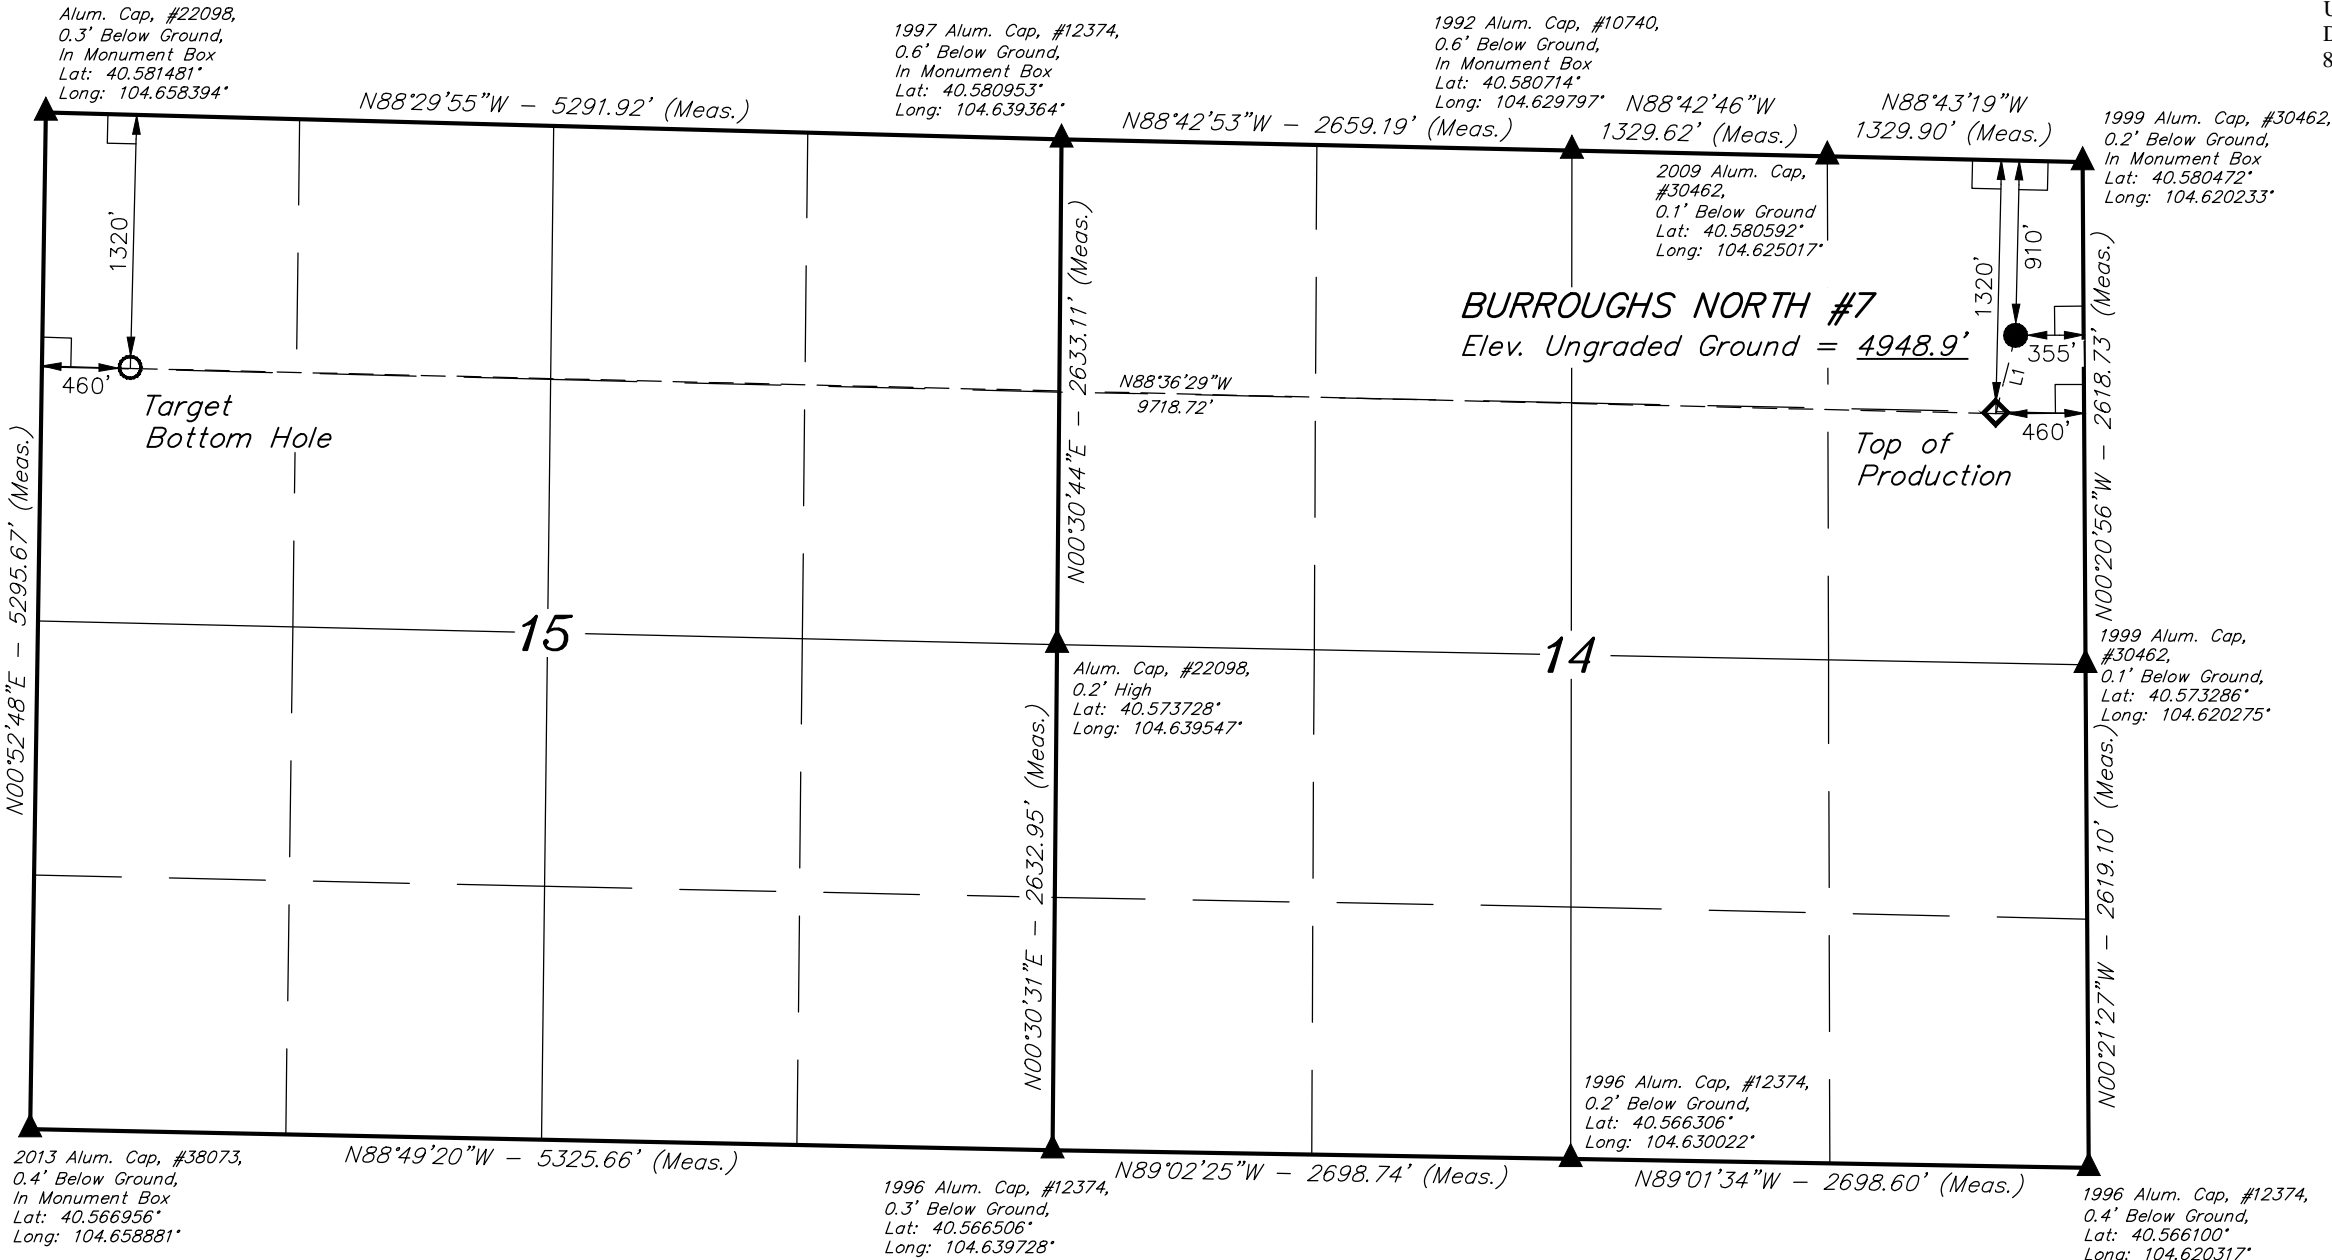 Alum. Cap, #22098,
0.3' Below Ground,
In Monument Box
Lat: 40.581481°
Long: 104.658394°
N88°29'55"W - 5291.92' (Meas.)
1997 Alum. Cap, #12374,
0.6' Below Ground,
In Monument Box
Lat: 40.580953°
Long: 104.639364°
N88°42'53"W - 2659.19' (Meas.)
1992 Alum. Cap, #10740,
0.6' Below Ground,
In Monument Box
Lat: 40.580714°
Long: 104.629797°
N88°42'46"W
1329.62' (Meas.)
N88°43'19"W
1329.90' (Meas.)
1999 Alum. Cap, #30462,
0.2' Below Ground,
In Monument Box
Lat: 40.580472°
Long: 104.620233°
2009 Alum. Cap,
#30462,
0.1' Below Ground
Lat: 40.580592°
Long: 104.625017°
1320'
460'
Target
Bottom Hole
N00°30'44"E - 2633.11' (Meas.)
N88°36'29"W
9718.72'
BURROUGHS NORTH #7
Elev. Ungraded Ground = 4948.9'
1320'
910'
355'
L1
460'
Top of
Production
N00°20'56"W - 2618.73' (Meas.)
N00°52'48"E - 5295.67' (Meas.)
15
14
Alum. Cap, #22098,
0.2' High
Lat: 40.573728°
Long: 104.639547°
1999 Alum. Cap,
#30462,
0.1' Below Ground,
Lat: 40.573286°
Long: 104.620275°
N00°30'31"E - 2632.95' (Meas.)
N00°21'27"W - 2619.10' (Meas.)
1996 Alum. Cap, #12374,
0.2' Below Ground,
Lat: 40.566306°
Long: 104.630022°
2013 Alum. Cap, #38073,
0.4' Below Ground,
In Monument Box
Lat: 40.566956°
Long: 104.658881°
N88°49'20"W - 5325.66' (Meas.)
1996 Alum. Cap, #12374,
0.3' Below Ground,
Lat: 40.566506°
Long: 104.639728°
N89°02'25"W - 2698.74' (Meas.)
N89°01'34"W - 2698.60' (Meas.)
1996 Alum. Cap, #12374,
0.4' Below Ground,
Lat: 40.566100°
Long: 104.620317°